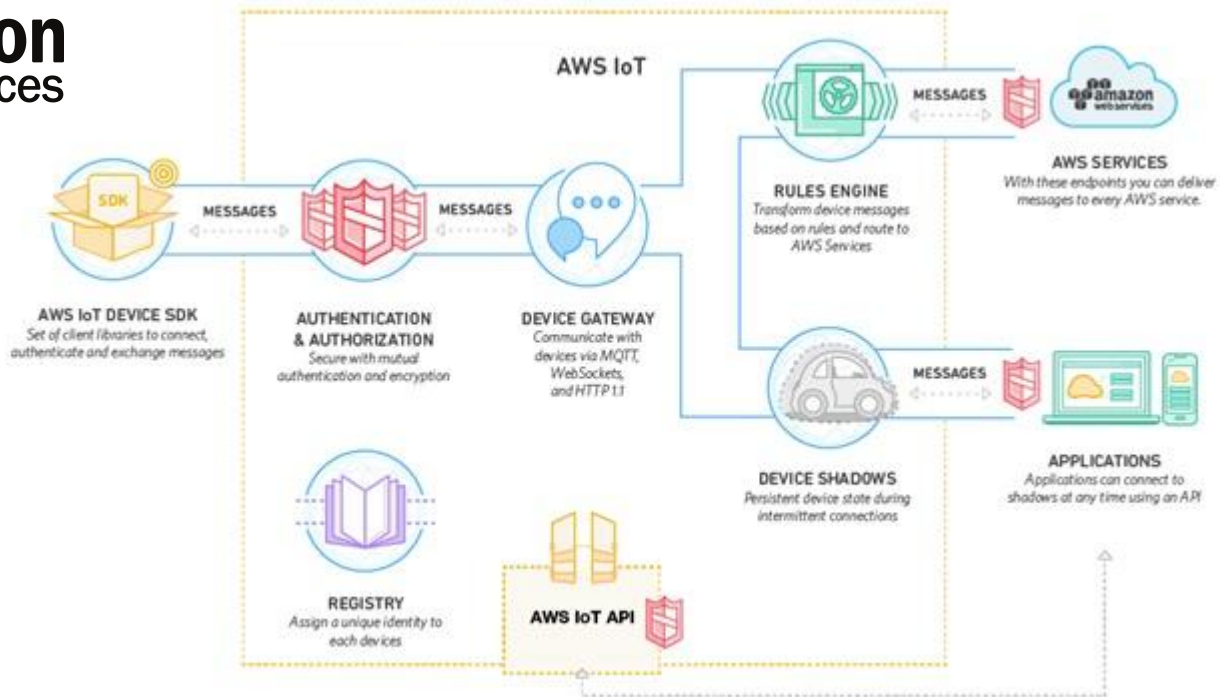 on
ces
AWS IoT
MESSAGES
amazon
webservices
SDK
MESSAGES
MESSAGES
AWS SERVICES
With these endpoints you can deliver
messages to every AWS service.
RULES ENGINE
Transform device messages
based on rules and route to
AWS Services
AWS IoT DEVICE SDK
Set of client libraries to connect,
authenticate and exchange messages
AUTHENTICATION
& AUTHORIZATION
Secure with mutual
authentication and encryption
DEVICE GATEWAY
Communicate with
devices via MQTT,
WebSockets,
and HTTP 1.1
MESSAGES
DEVICE SHADOWS
Persistent device state during
intermittent connections
APPLICATIONS
Applications can connect to
shadows at any time using an API
REGISTRY
Assign a unique identity to
each devices
AWS IoT API